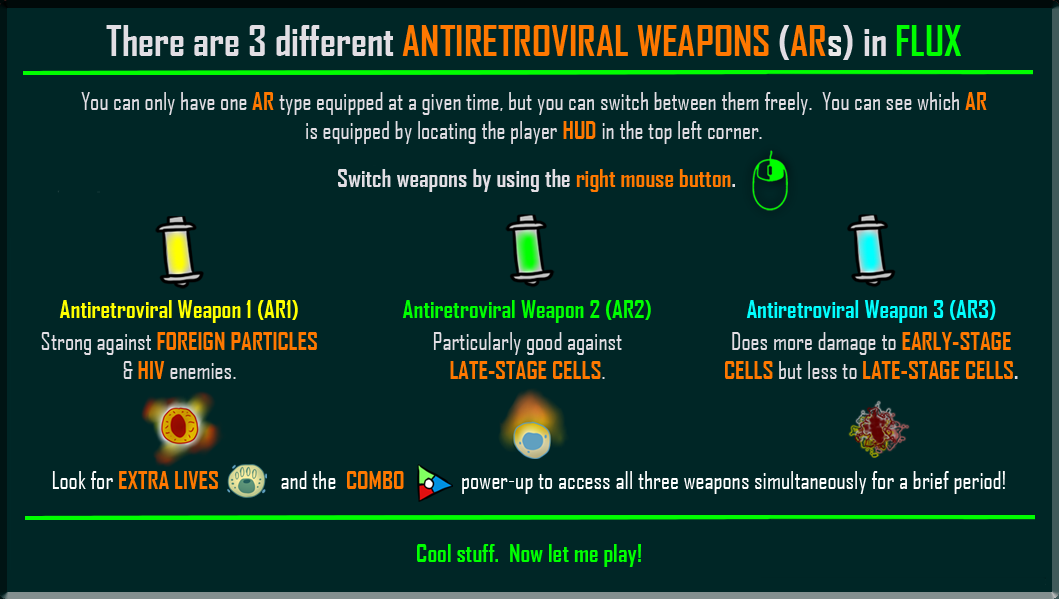 There are 3 different ANTIRETROVIRAL WEAPONS (ARs) in FLUX
You can only have one AR type equipped at a given time, but you can switch between them freely. You can see which AR
is equipped by locating the player HUD in the top left corner.
Switch weapons by using the right mouse button.
Antiretroviral Weapon 1 (AR1)
Strong against FOREIGN PARTICLES
& HIV enemies.
Antiretroviral Weapon 2 (AR2)
Particularly good against
LATE-STAGE CELLS.
Antiretroviral Weapon 3 (AR3)
Does more damage to EARLY-STAGE
CELLS but less to LATE-STAGE CELLS.
Look for EXTRA LIVES and the COMBO power-up to access all three weapons simultaneously for a brief period!
Cool stuff. Now let me play!